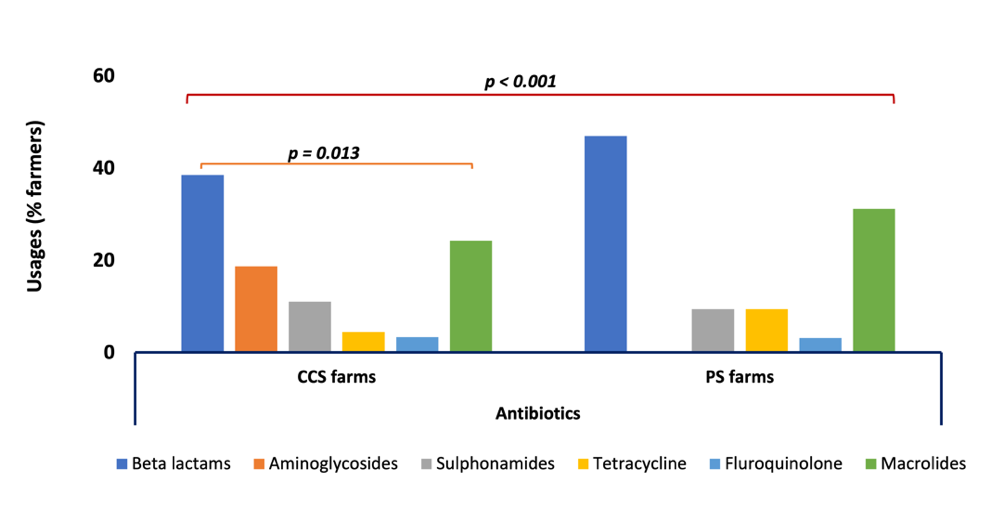 60
p < 0.001
p = 0.013
40
20
0
Usages (% farmers)
CCS farms
PS farms
Antibiotics
Beta lactams
Aminoglycosides
Sulphonamides
Tetracycline
Fluroquinolone
Macrolides